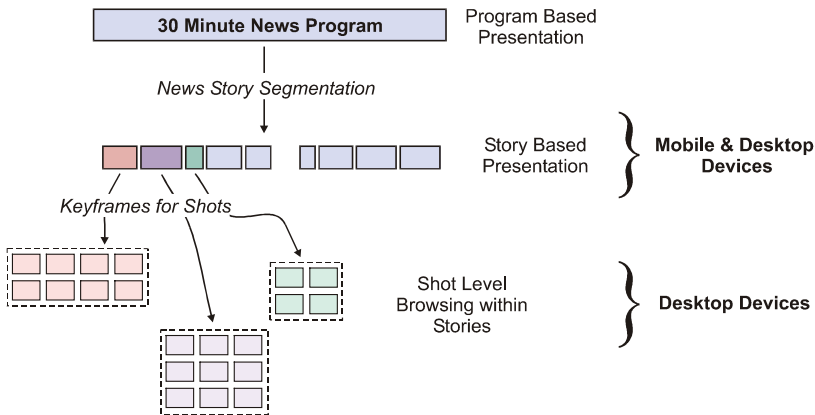 30 Minute News Program
Program Based
Presentation
News Story Segmentation
Story Based
Presentation
Mobile & Desktop
Devices
Keyframes for Shots
Shot Level
Browsing within
Stories
Desktop Devices